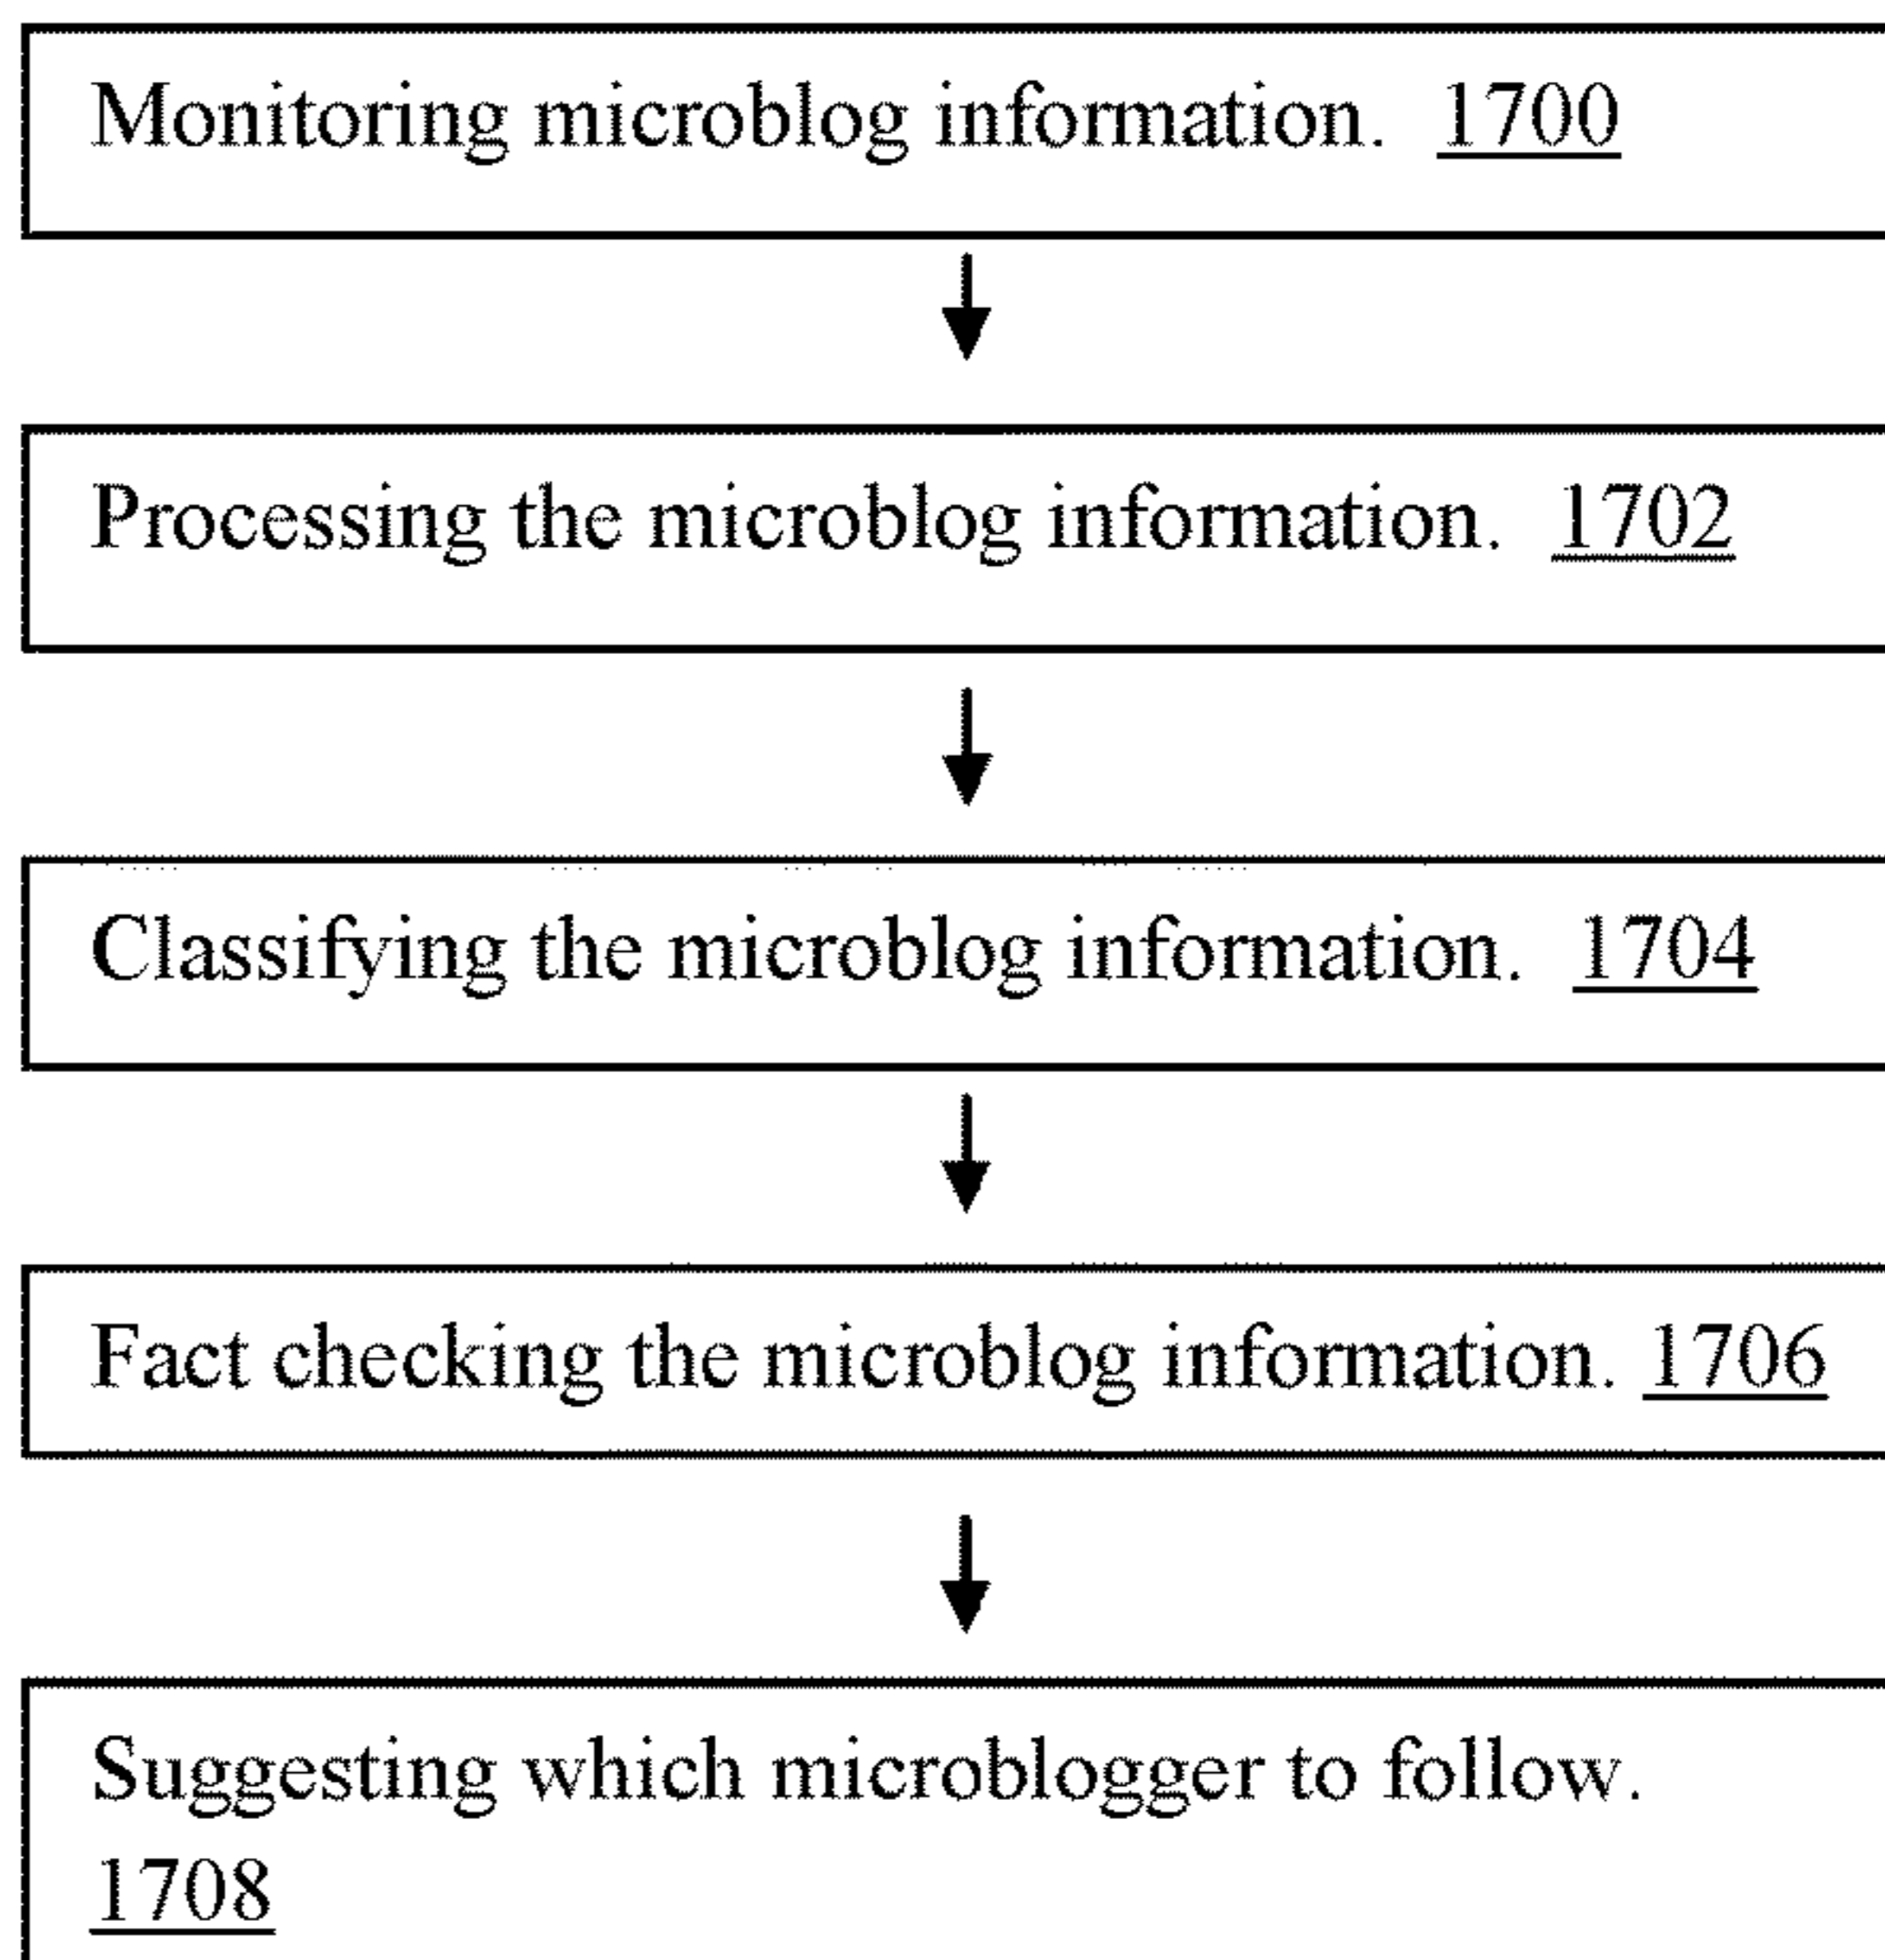 Monitoring microblog information. 1700
Processing the microblog information. 1702
Classifying the microblog information. 1704
Fact checking the microblog information. 1706
Suggesting which microblogger to follow.
1708